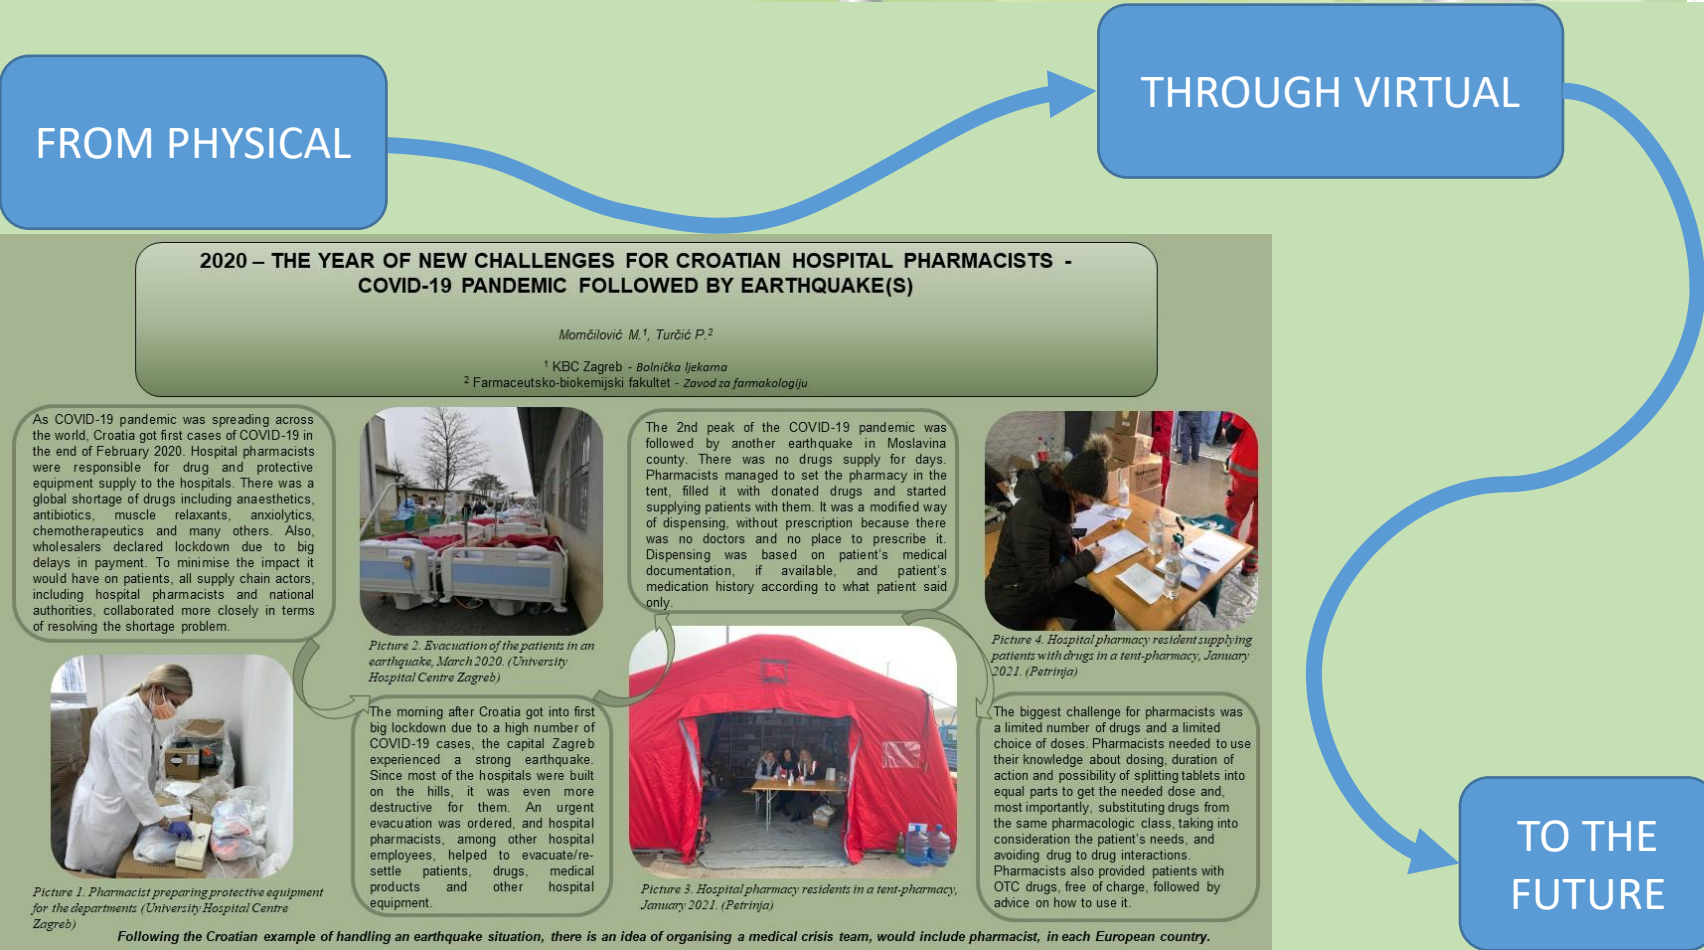 FROM PHYSICAL
THROUGH VIRTUAL
2020 – THE YEAR OF NEW CHALLENGES FOR CROATIAN HOSPITAL PHARMACISTS -
COVID-19 PANDEMIC FOLLOWED BY EARTHQUAKE(S)
Momčilović M.¹, Turčić P.²
¹ KBC Zagreb - Bolnička ljekarna
² Farmaceutsko-biokemijski fakultet - Zavod za farmakologiju
As COVID-19 pandemic was spreading across
the world, Croatia got first cases of COVID-19 in
the end of February 2020. Hospital pharmacists
were responsible for drug and protective
equipment supply to the hospitals. There was a
global shortage of drugs including anaesthetics,
antibiotics, muscle relaxants, anxiolytics,
chemotherapeutics and many others. Also,
wholesalers declared lockdown due to big
delays in payment. To minimise the impact it
would have on patients, all supply chain actors,
including hospital pharmacists and national
authorities, collaborated more closely in terms
of resolving the shortage problem.
Picture 1. Pharmacist preparing protective equipment
for the departments (University Hospital Centre
Zagreb)
Picture 2. Evacuation of the patients in an
earthquake, March 2020. (University
Hospital Centre Zagreb)
The morning after Croatia got into first
big lockdown due to a high number of
COVID-19 cases, the capital Zagreb
experienced a strong earthquake.
Since most of the hospitals were built
on the hills, it was even more
destructive for them. An urgent
evacuation was ordered, and hospital
pharmacists, among other hospital
employees, helped to evacuate/re-
settle patients, drugs, medical
products and other hospital
equipment.
The 2nd peak of the COVID-19 pandemic was
followed by another earthquake in Moslavina
county. There was no drugs supply for days.
Pharmacists managed to set the pharmacy in the
tent, filled it with donated drugs and started
supplying patients with them. It was a modified way
of dispensing, without prescription because there
was no doctors and no place to prescribe it.
Dispensing was based on patient's medical
documentation, if available, and patient's
medication history according to what patient said
only.
Picture 3. Hospital pharmacy residents in a tent-pharmacy,
January 2021. (Petrinja)
Picture 4. Hospital pharmacy resident supplying
patients with drugs in a tent-pharmacy, January
2021. (Petrinja)
The biggest challenge for pharmacists was
a limited number of drugs and a limited
choice of doses. Pharmacists needed to use
their knowledge about dosing, duration of
action and possibility of splitting tablets into
equal parts to get the needed dose and,
most importantly, substituting drugs from
the same pharmacologic class, taking into
consideration the patient's needs, and
avoiding drug to drug interactions.
Pharmacists also provided patients with
OTC drugs, free of charge, followed by
advice on how to use it.
Following the Croatian example of handling an earthquake situation, there is an idea of organising a medical crisis team, would include pharmacist, in each European country.
TO THE
FUTURE